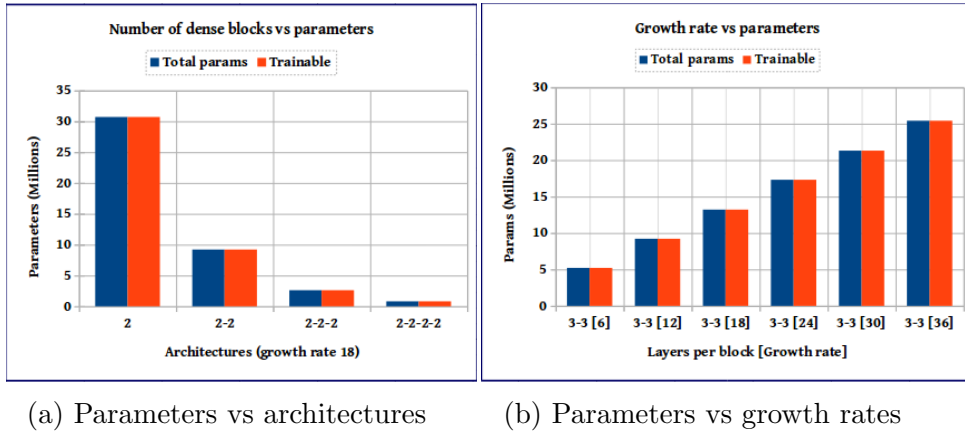 Number of dense blocks vs parameters
Total params Trainable
35
30
25
20
15
10
5
0
Parameters (Millions)
2 2-2 2-2-2 2-2-2-2
Architectures (growth rate 18)
(a) Parameters vs architectures
Growth rate vs parameters
Total params Trainable
30
25
20
15
10
5
0
Params (Millions)
3-3 [6] 3-3 [12] 3-3 [18] 3-3 [24] 3-3 [30] 3-3 [36]
Layers per block [Growth rate]
(b) Parameters vs growth rates